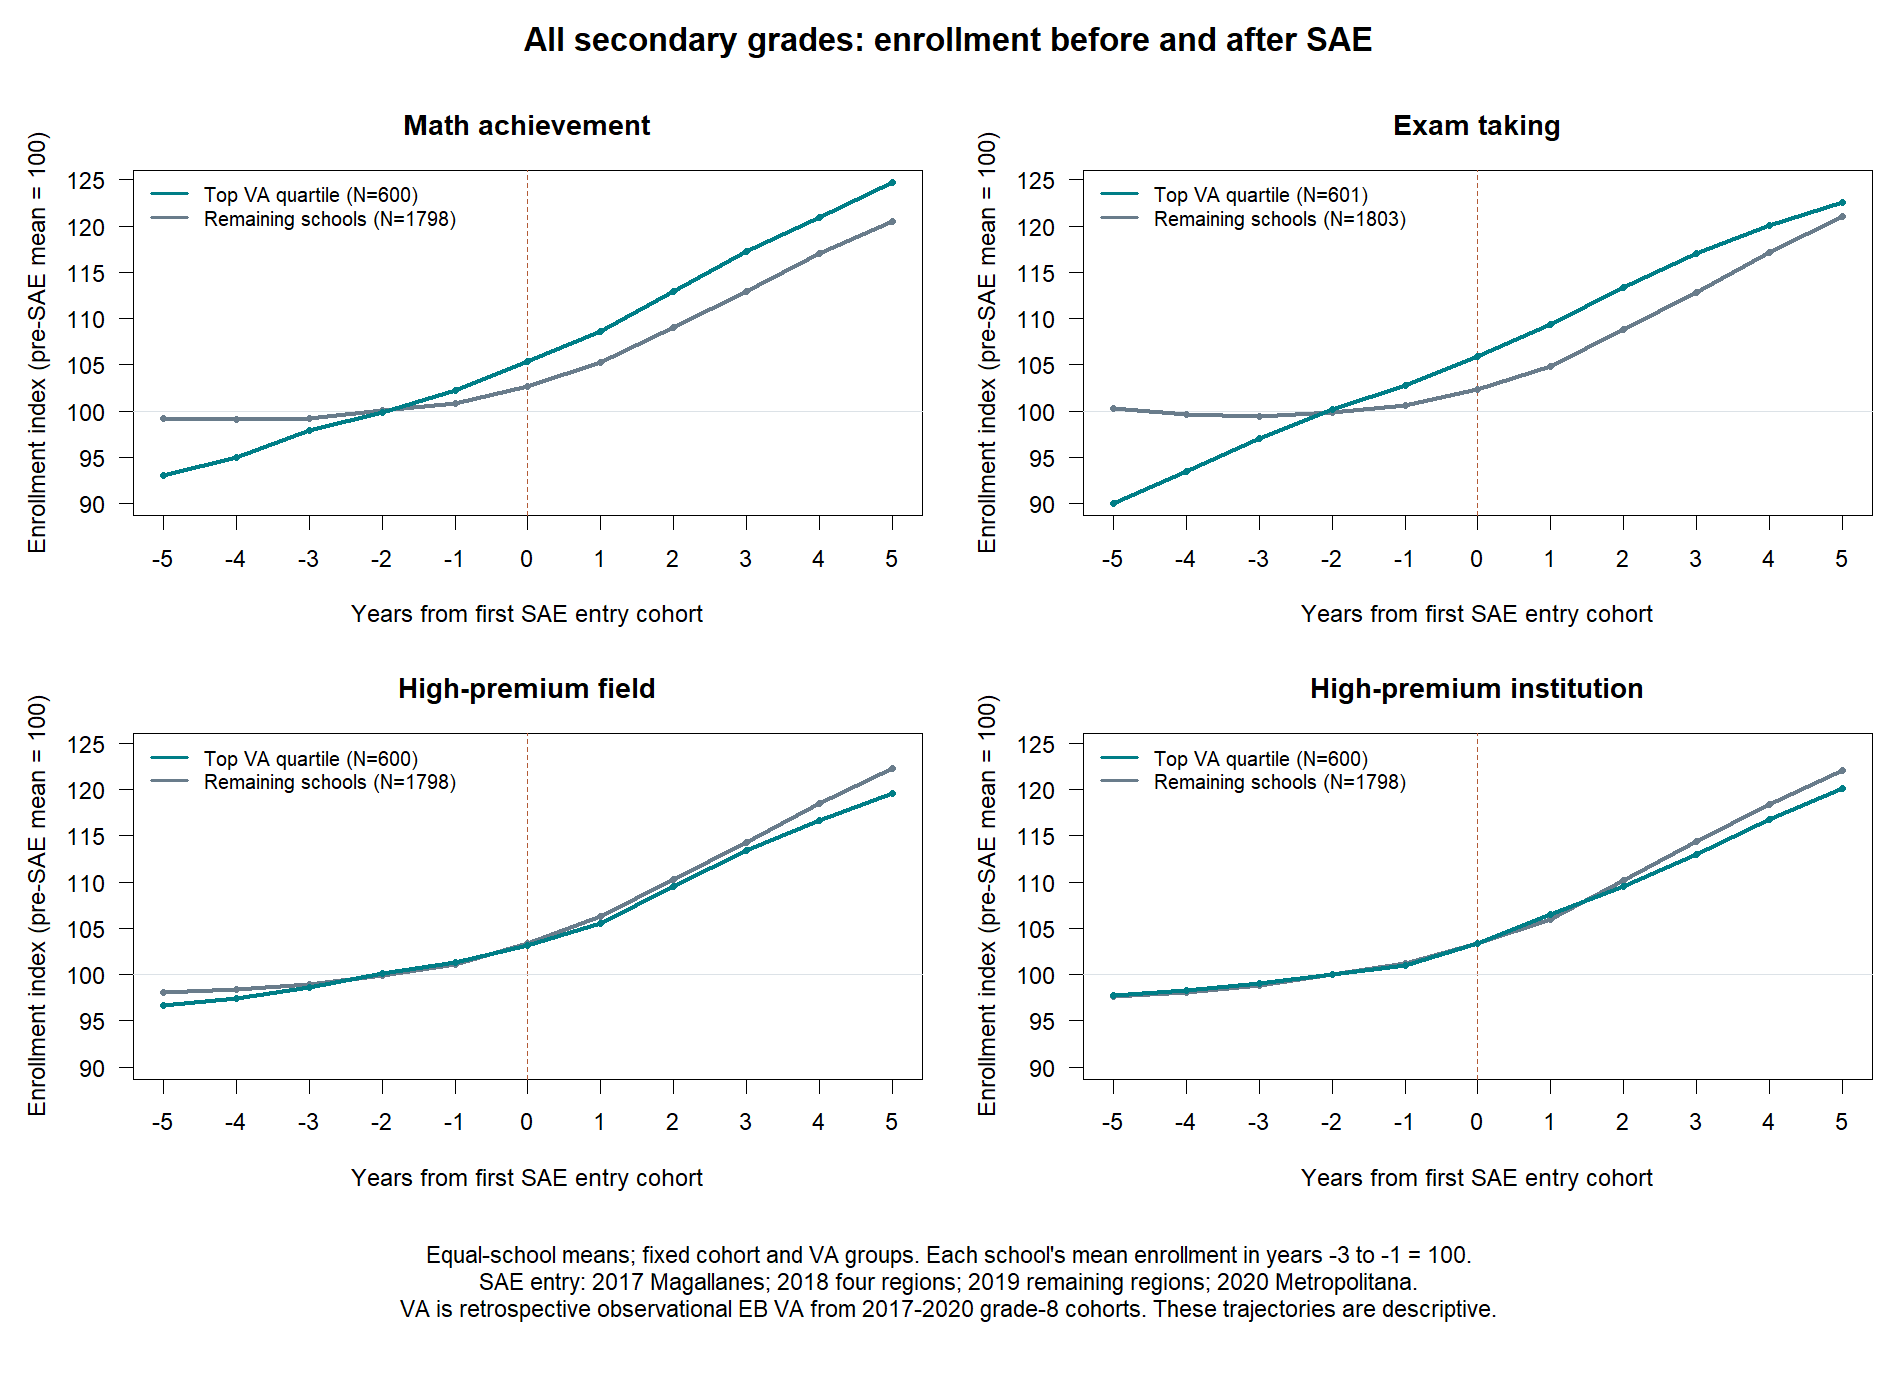 All secondary grades: enrollment before and after SAE
Math achievement
Enrollment index (pre-SAE mean = 100)
125
120
115
110
105
100
95
90
Top VA quartile (N=600)
Remaining schools (N=1798)
-5 -4 -3 -2 -1 0 1 2 3 4 5
Years from first SAE entry cohort
Exam taking
Enrollment index (pre-SAE mean = 100)
125
120
115
110
105
100
95
90
Top VA quartile (N=601)
Remaining schools (N=1803)
-5 -4 -3 -2 -1 0 1 2 3 4 5
Years from first SAE entry cohort
High-premium field
Enrollment index (pre-SAE mean = 100)
125
120
115
110
105
100
95
90
Top VA quartile (N=600)
Remaining schools (N=1798)
-5 -4 -3 -2 -1 0 1 2 3 4 5
Years from first SAE entry cohort
High-premium institution
Enrollment index (pre-SAE mean = 100)
125
120
115
110
105
100
95
90
Top VA quartile (N=600)
Remaining schools (N=1798)
-5 -4 -3 -2 -1 0 1 2 3 4 5
Years from first SAE entry cohort
Equal-school means; fixed cohort and VA groups. Each school's mean enrollment in years -3 to -1 = 100.
SAE entry: 2017 Magallanes; 2018 four regions; 2019 remaining regions; 2020 Metropolitana.
VA is retrospective observational EB VA from 2017-2020 grade-8 cohorts. These trajectories are descriptive.